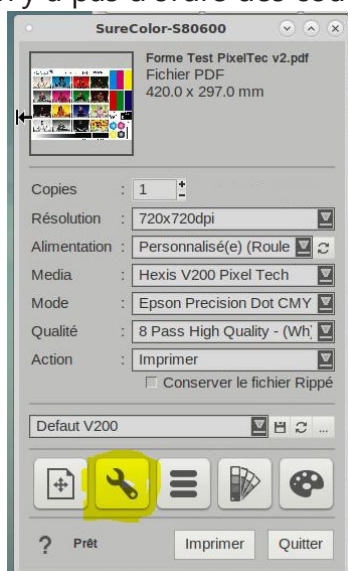 SureColor-S80600
Forme Test PixelTec v2.pdf
Fichier PDF
420.0 x 297.0 mm
Copies : 1
Résolution : 720x720dpi
Alimentation : Personnalisé(e) (Roule
Media : Hexis V200 Pixel Tech
Mode : Epson Precision Dot CMY
Qualité : 8 Pass High Quality - (Wh
Action : Imprimer
Conserver le fichier Rippé
Defaut V200 ...
? Prêt Imprimer Quitter